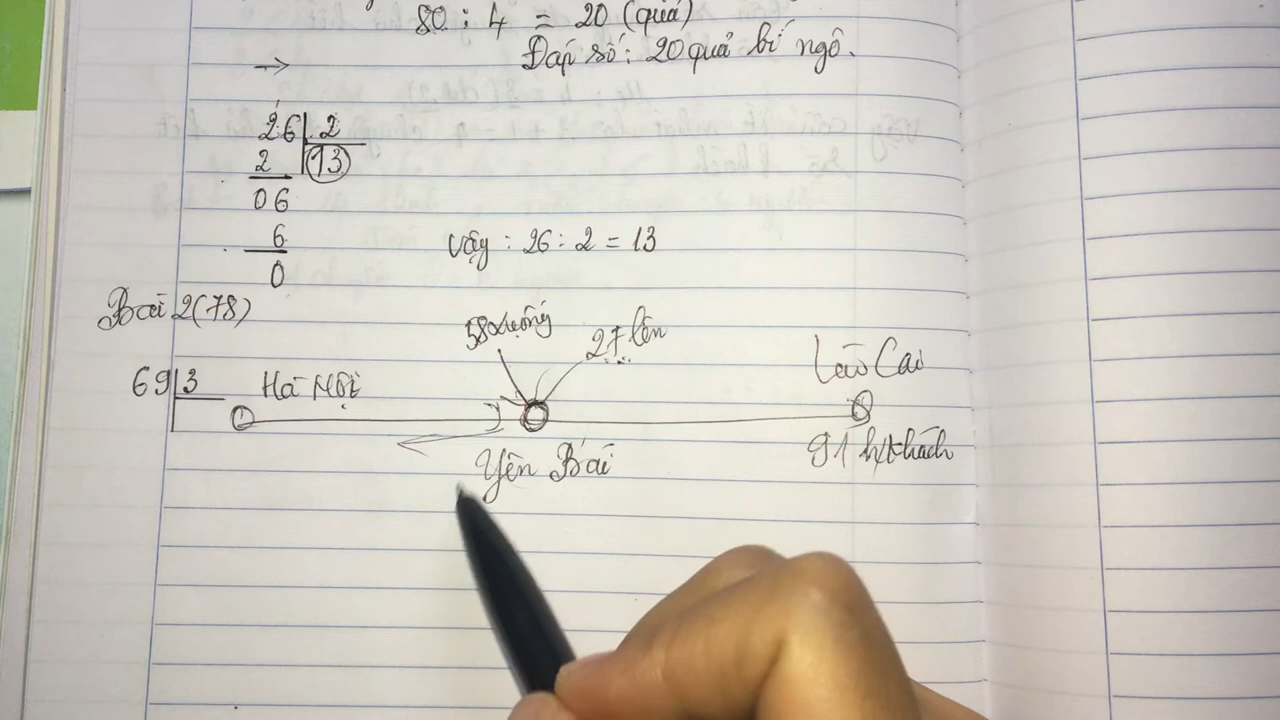 80 : 4 = 20 (quả)
Đáp số: 20 quả bí ngô.
→
26 2
2 13
06
6
0
Vậy : 26 : 2 = 13
Bài 2(78)
58 xuống
27 lên
Lào Cai
69 3
Hà Nội
Yên Bái
91 h/khách